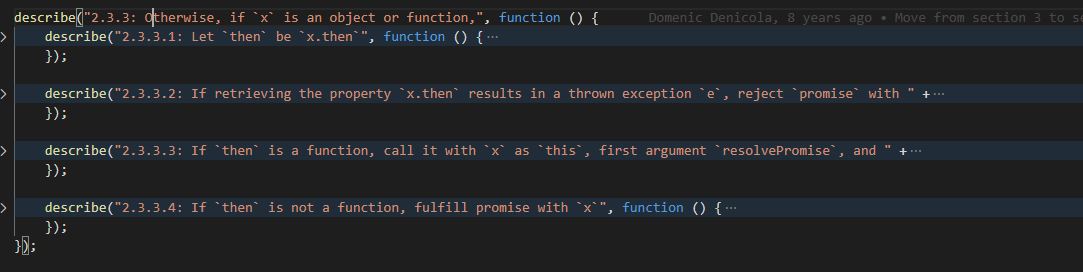 describe("2.3.3: Otherwise, if `x` is an object or function,", function () {    Domenic Denicola, 8 years ago • Move from section 3 to se
describe("2.3.3.1: Let `then` be `x.then`", function () {···
});
describe("2.3.3.2: If retrieving the property `x.then` results in a thrown exception `e`, reject `promise` with " +···
});
describe("2.3.3.3: If `then` is a function, call it with `x` as `this`, first argument `resolvePromise`, and " +···
});
describe("2.3.3.4: If `then` is not a function, fulfill promise with `x`", function () {···
});
});